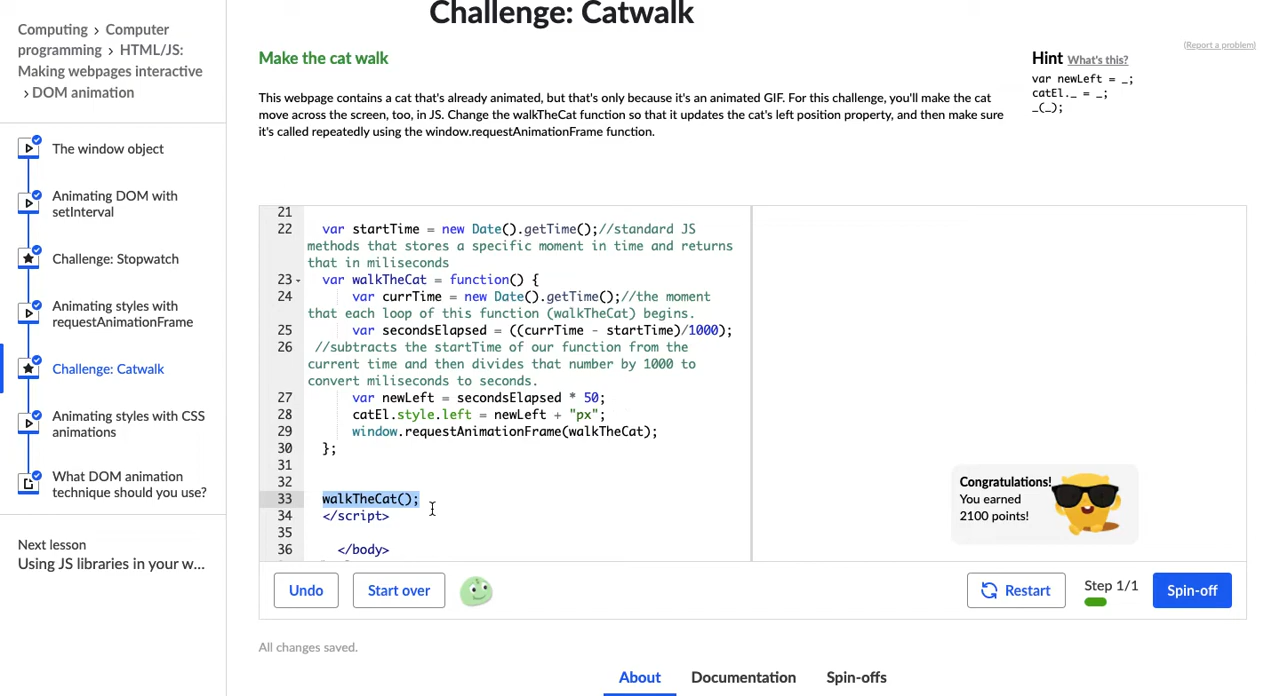 Computing › Computer
programming › HTML/JS:
Making webpages interactive
› DOM animation
The window object
Animating DOM with
setInterval
Challenge: Stopwatch
Animating styles with
requestAnimationFrame
Challenge: Catwalk
Animating styles with CSS
animations
What DOM animation
technique should you use?
Next lesson
Using JS libraries in your w...
Challenge: Catwalk
Make the cat walk
This webpage contains a cat that's already animated, but that's only because it's an animated GIF. For this challenge, you'll make the cat
move across the screen, too, in JS. Change the walkTheCat function so that it updates the cat's left position property, and then make sure
it's called repeatedly using the window.requestAnimationFrame function.
Hint What's this?
var newLeft = _;
catEl._ = _;
_(_);
(Report a problem)
21
22 var startTime = new Date().getTime();//standard JS
methods that stores a specific moment in time and returns
that in miliseconds
23 var walkTheCat = function() {
24 var currTime = new Date().getTime();//the moment
that each loop of this function (walkTheCat) begins.
25 var secondsElapsed = ((currTime - startTime)/1000);
26 //subtracts the startTime of our function from the
current time and then divides that number by 1000 to
convert miliseconds to seconds.
27 var newLeft = secondsElapsed * 50;
28 catEl.style.left = newLeft + "px";
29 window.requestAnimationFrame(walkTheCat);
30 };
31
32
33 walkTheCat();
34 </script>
35
36 </body>
Congratulations!
You earned
2100 points!
Undo
Start over
Restart
Step 1/1
Spin-off
All changes saved.
About
Documentation
Spin-offs